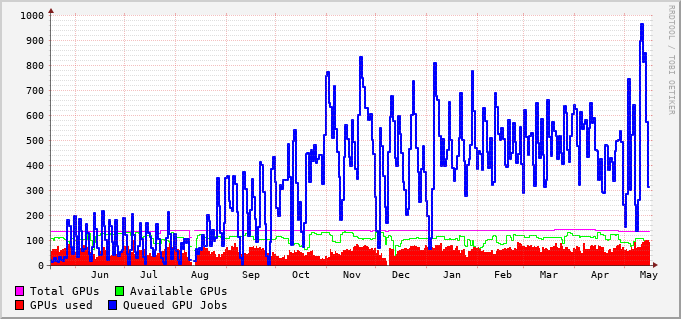 1000
900
800
700
600
500
400
300
200
100
0
Jun Jul Aug Sep Oct Nov Dec Jan Feb Mar Apr May
RRDTOOL / TOBI OETIKER
Total GPUs Available GPUs
GPUs used Queued GPU Jobs